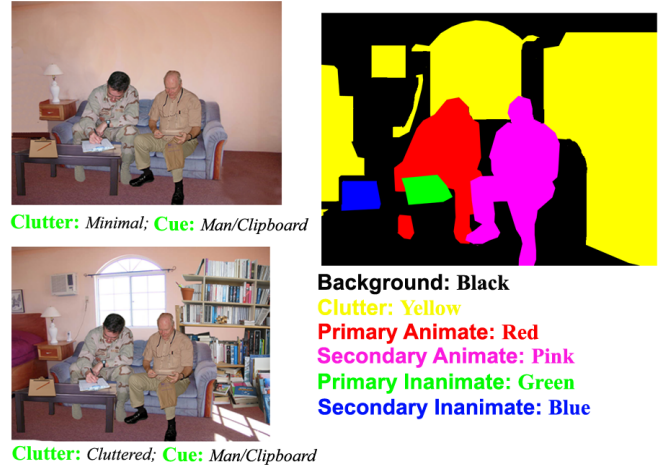 Clutter: Minimal; Cue: Man/Clipboard
Clutter: Cluttered; Cue: Man/Clipboard
Background: Black
Clutter: Yellow
Primary Animate: Red
Secondary Animate: Pink
Primary Inanimate: Green
Secondary Inanimate: Blue